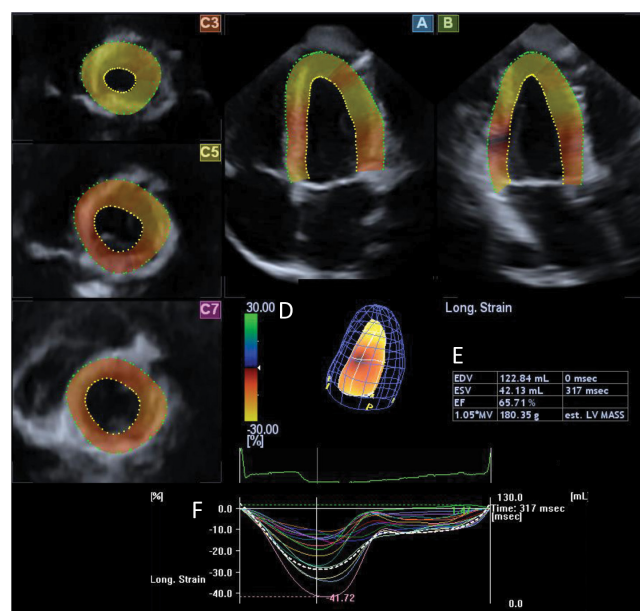 C3
A
B
C5
C7
30.00
D
-30.00
[%]
P
Long. Strain
E
EDV 122.84 mL 0 msec
ESV 42.13 mL 317 msec
EF 65.71 %
1.05*MV 180.35 g est. LV MASS
[%]
F
130.0 [mL]
0.0
1.47
Time: 317 msec
[msec]
-10.0
-20.0
-30.0
Long. Strain
-40.0
-41.72
0.0